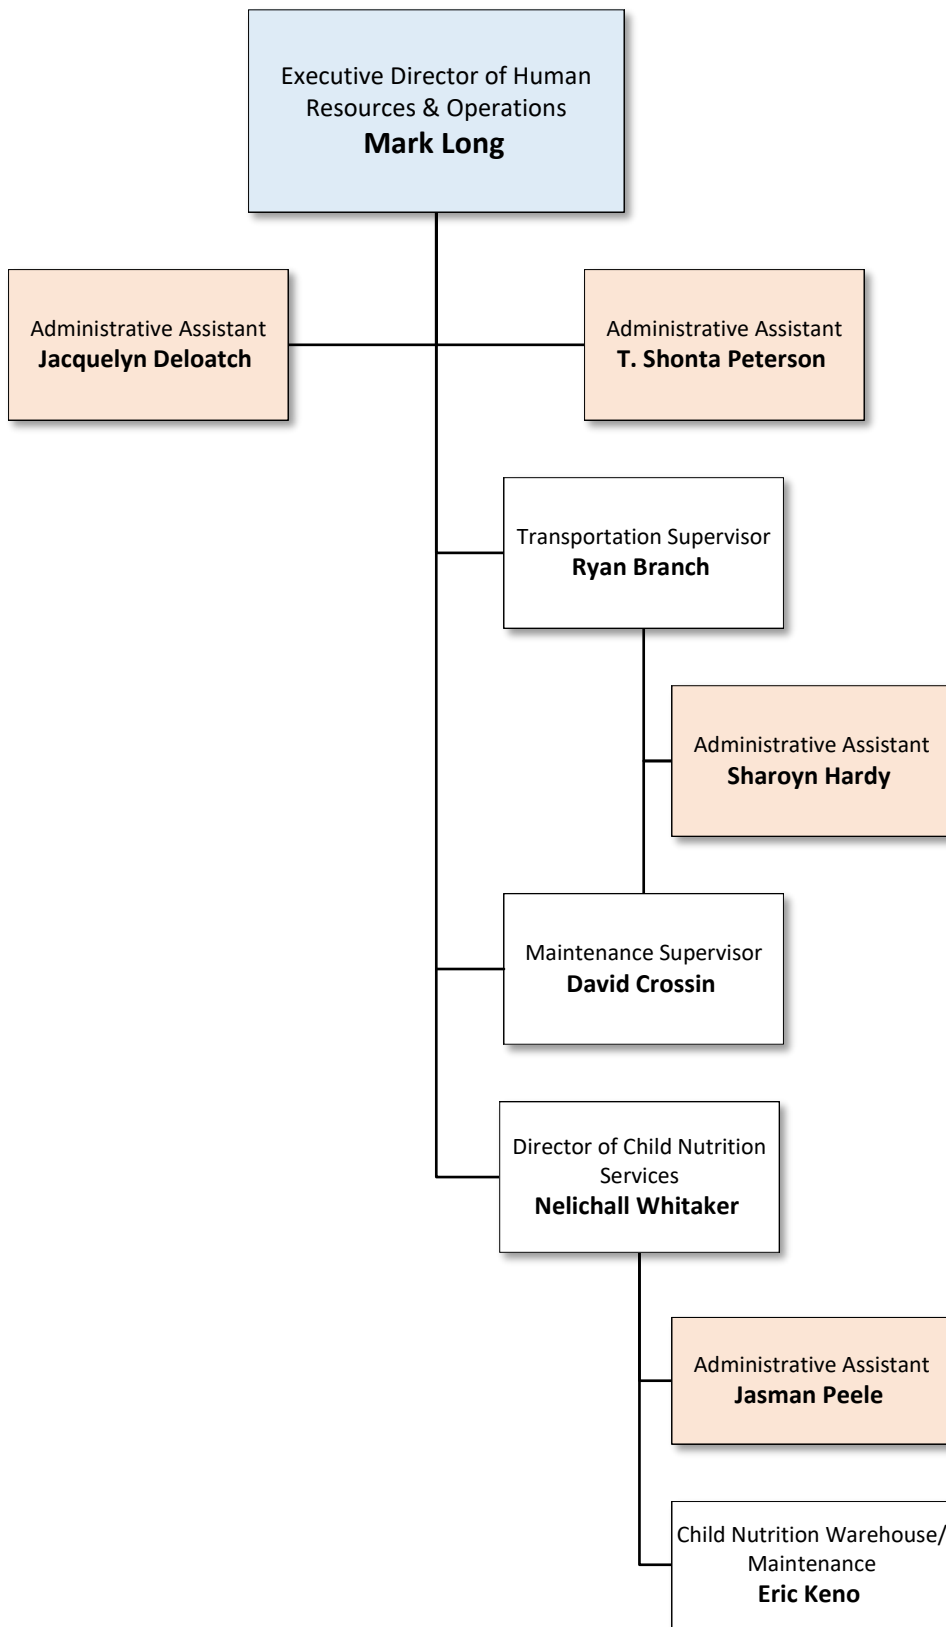 Executive Director of Human
Resources & Operations
Mark Long
Administrative Assistant
Jacquelyn Deloatch
Administrative Assistant
T. Shonta Peterson
Transportation Supervisor
Ryan Branch
Administrative Assistant
Sharoyn Hardy
Maintenance Supervisor
David Crossin
Director of Child Nutrition
Services
Nelichall Whitaker
Administrative Assistant
Jasman Peele
Child Nutrition Warehouse/
Maintenance
Eric Keno